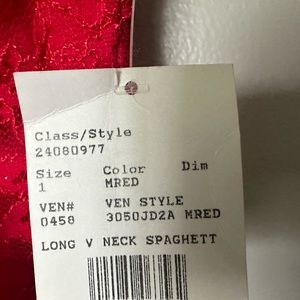 Class/Style
24080977
Size Color Dim
1 MRED
VEN# VEN STYLE
0458 3050JD2A MRED
LONG V NECK SPAGHETT